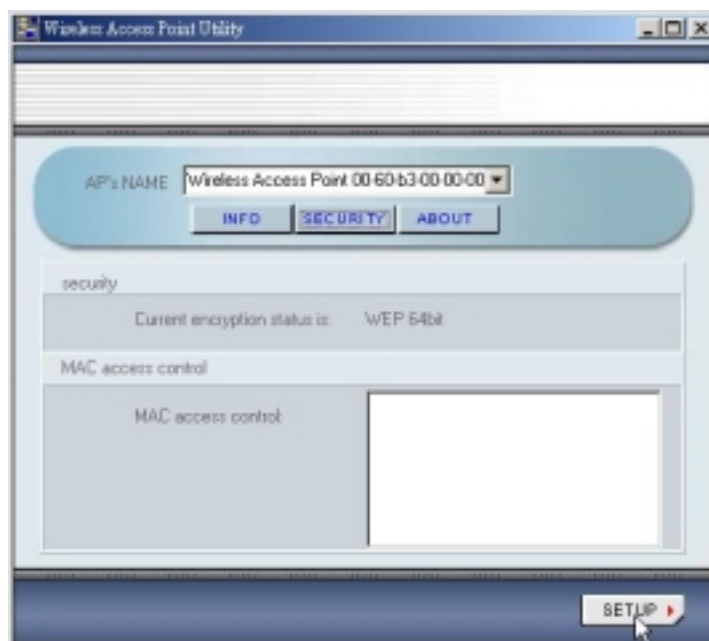 Wireless Access Point Utility
AP's NAME Wireless Access Point 00-60-b3-00-00-00
INFO SECURITY ABOUT
security
Current encryption status is: WEP 64bit
MAC access control
MAC access control:
SETUP